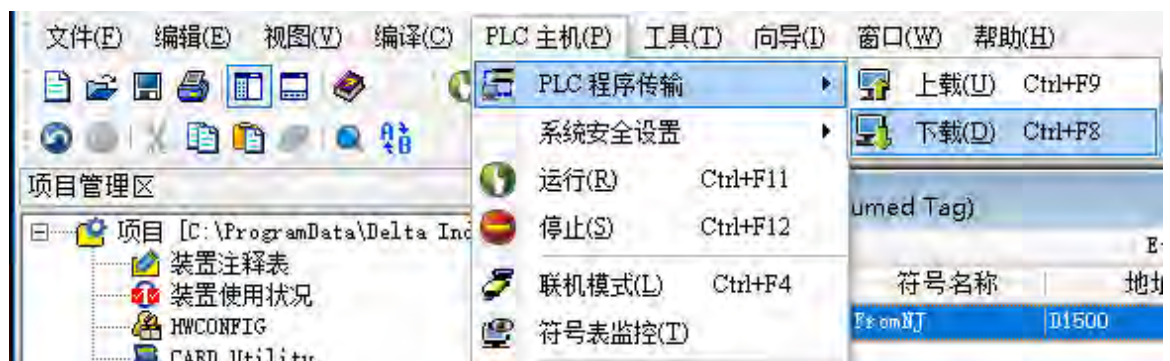 文件(F) 编辑(E) 视图(V) 编译(C) PLC 主机(P) 工具(T) 向导(I) 窗口(W) 帮助(H)
PLC 程序传输
上载(U) Ctrl+F9
系统安全设置
下载(D) Ctrl+F8
项目管理区
运行(R) Ctrl+F11
umed Tag)
项目 [C:\ProgramData\Delta Ind
停止(S) Ctrl+F12
装置注释表
装置使用状况
联机模式(L) Ctrl+F4
符号名称 地址
HWCONFIG
符号表监控(T)
FromNJ D1500
CARD Utility